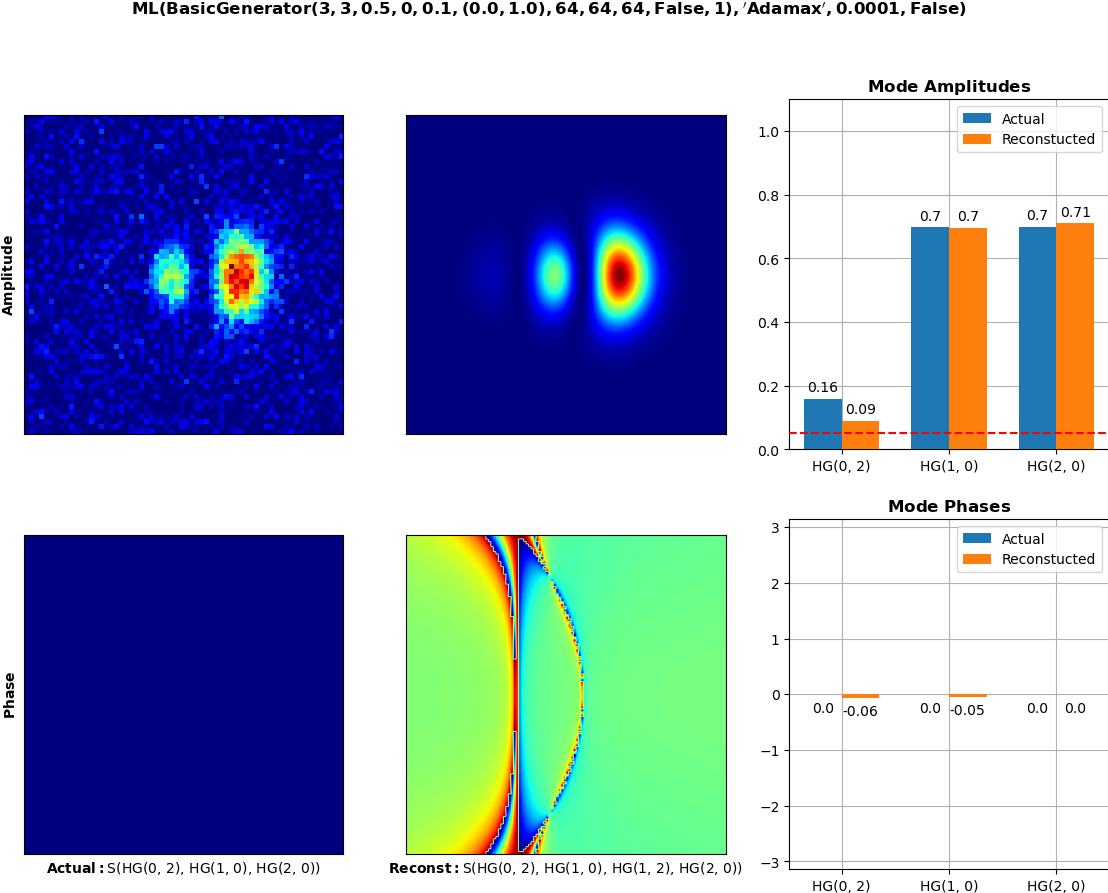 ML(BasicGenerator(3, 3, 0.5, 0, 0.1, (0.0, 1.0), 64, 64, 64, False, 1), ′Adamax′, 0.0001, False)
Amplitude
Mode Amplitudes
Actual
Reconstucted
1.0
0.8
0.6
0.4
0.2
0.0
0.16
0.09
0.7
0.7
0.7
0.71
HG(0, 2)
HG(1, 0)
HG(2, 0)
Phase
Actual: S(HG(0, 2), HG(1, 0), HG(2, 0))
Reconst: S(HG(0, 2), HG(1, 0), HG(1, 2), HG(2, 0))
Mode Phases
Actual
Reconstucted
3
2
1
0
−1
−2
−3
0.0
-0.06
0.0
-0.05
0.0
0.0
HG(0, 2)
HG(1, 0)
HG(2, 0)